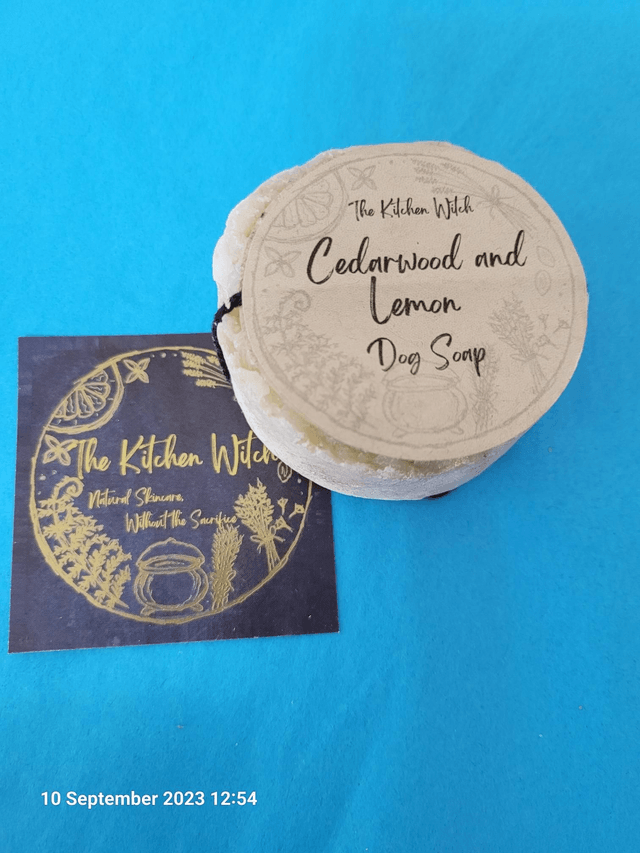 The Kitchen Witch
Cedarwood and
Lemon
Dog Soap
The Kitchen Witch
Natural Skincare,
Without the Sacrifice
10 September 2023 12:54